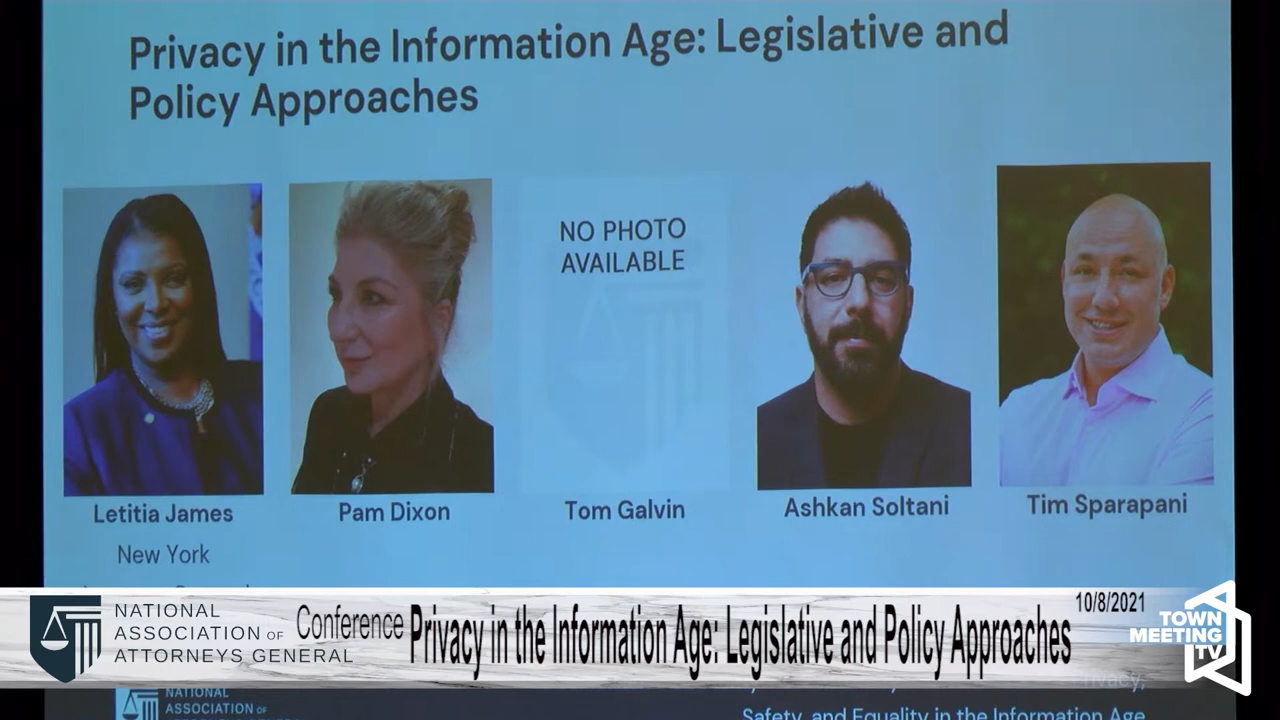 Privacy in the Information Age: Legislative and
Policy Approaches
NO PHOTO
AVAILABLE
Letitia James
Pam Dixon
Tom Galvin
Ashkan Soltani
Tim Sparapani
New York
NATIONAL
ASSOCIATION OF
ATTORNEYS GENERAL
Conference Privacy in the Information Age: Legislative and Policy Approaches
10/8/2021
TOWN
MEETING
TV
NATIONAL
ASSOCIATION OF
Privacy,
Safety, and Equality in the Information Age